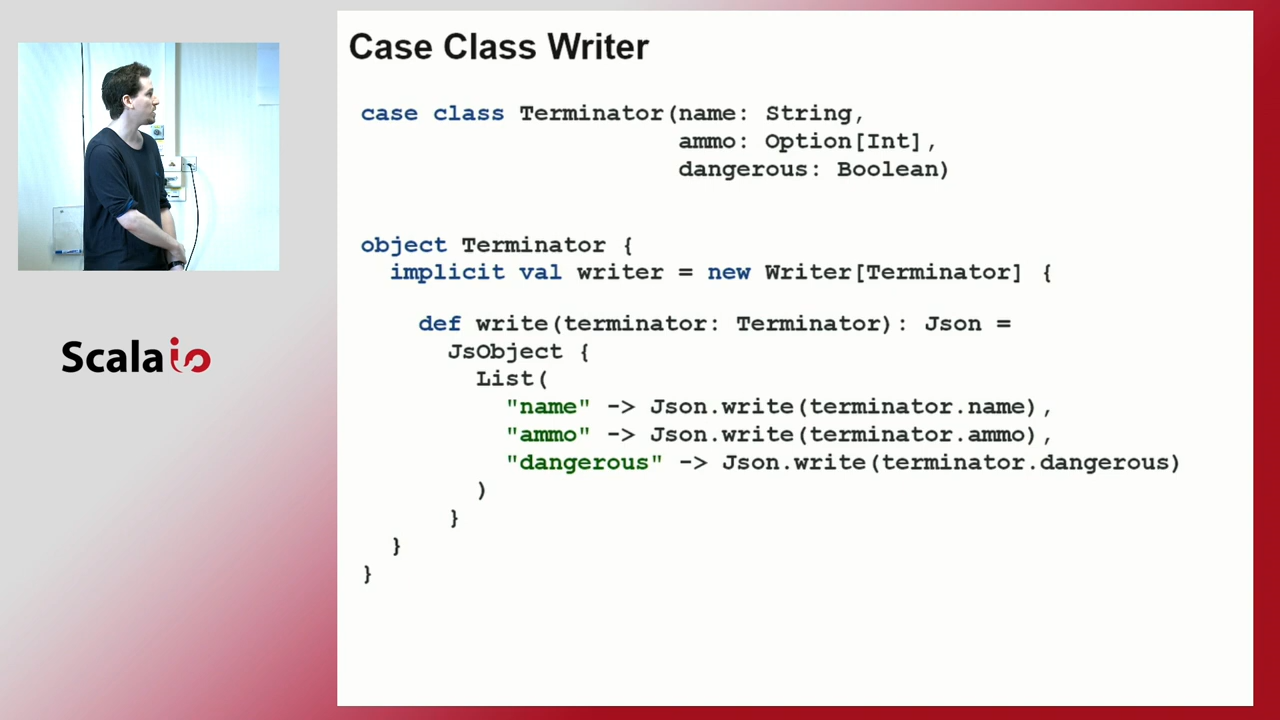 Case Class Writer
case class Terminator(name: String,
ammo: Option[Int],
dangerous: Boolean)
object Terminator {
implicit val writer = new Writer[Terminator] {
def write(terminator: Terminator): Json =
JsObject {
List(
"name" -> Json.write(terminator.name),
"ammo" -> Json.write(terminator.ammo),
"dangerous" -> Json.write(terminator.dangerous)
)
}
}
}
Scala io